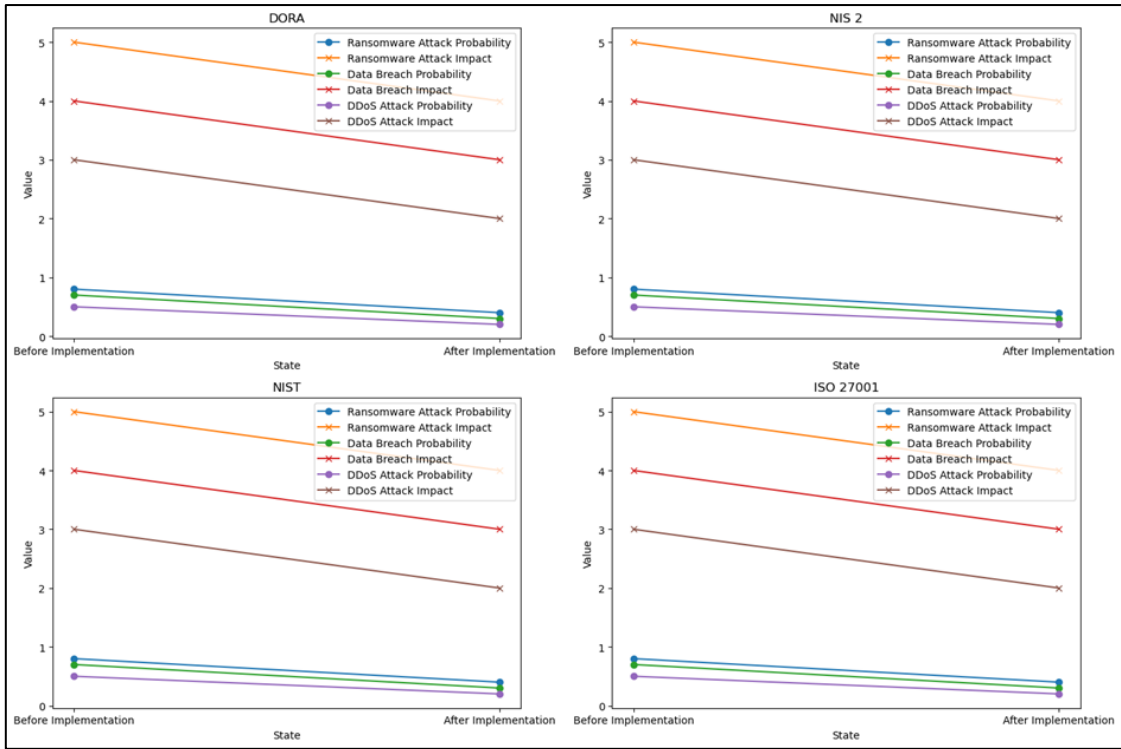 DORA
5
4
3
2
1
0
Value
Ransomware Attack Probability
Ransomware Attack Impact
Data Breach Probability
Data Breach Impact
DDoS Attack Probability
DDoS Attack Impact
Before Implementation
After Implementation
State
NIS 2
5
4
3
2
1
0
Value
Ransomware Attack Probability
Ransomware Attack Impact
Data Breach Probability
Data Breach Impact
DDoS Attack Probability
DDoS Attack Impact
Before Implementation
After Implementation
State
NIST
5
4
3
2
1
0
Value
Ransomware Attack Probability
Ransomware Attack Impact
Data Breach Probability
Data Breach Impact
DDoS Attack Probability
DDoS Attack Impact
Before Implementation
After Implementation
State
ISO 27001
5
4
3
2
1
0
Value
Ransomware Attack Probability
Ransomware Attack Impact
Data Breach Probability
Data Breach Impact
DDoS Attack Probability
DDoS Attack Impact
Before Implementation
After Implementation
State